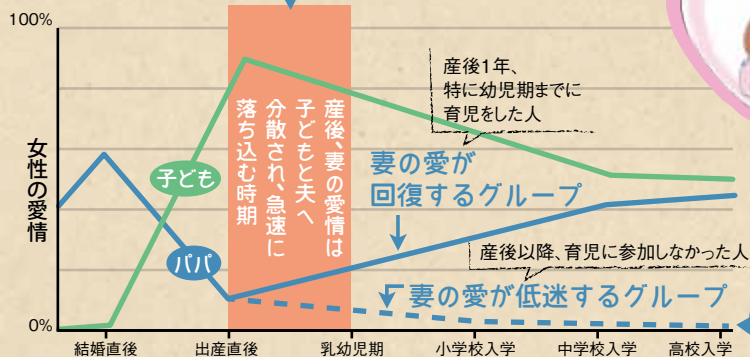 100%
女性の愛情
0%
子ども
パパ
産後、妻の愛情は
子どもと夫へ
分散され、急速に
落ち込む時期
産後1年、
特に幼児期までに
育児をした人
妻の愛が
回復するグループ
産後以降、育児に参加しなかった人
妻の愛が低迷するグループ
結婚直後
出産直後
乳幼児期
小学校入学
中学校入学
高校入学